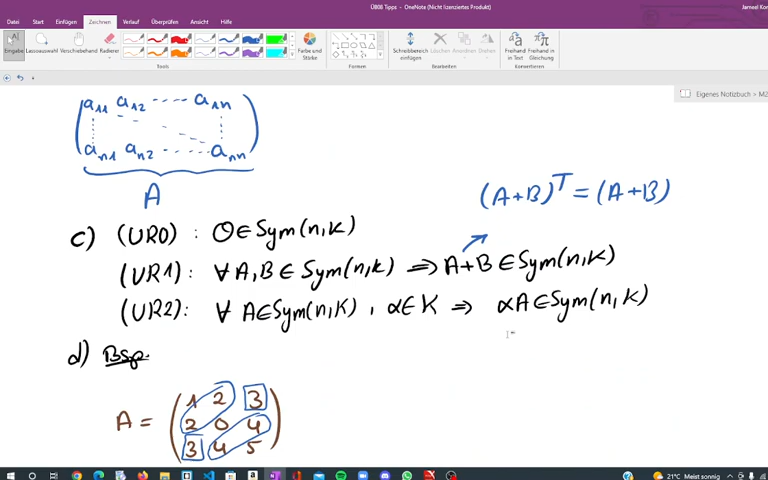 ÜB08 Tipps - OneNote (Nicht lizenziertes Produkt)
Datei Start Einfügen Zeichnen Verlauf Überprüfen Ansicht Hilfe
Eingabe Lassoauswahl Verschiebehand Radierer
Farbe und Stärke
Formen
Schreibbereich einfügen Löschen Anordnen Drehen
Freihand in Text
Freihand in Grafik
Tools Formen Bearbeiten Konvertieren
Eigenes Notizbuch > M2
a₁₁ a₁₂ ---- a₁n
an1 an2 ...... ann
A
(A+B)ᵀ = (A+B)
c) (UR0) : 𝒪 ∈ Sym(n,K)
(UR1) : ∀ A,B ∈ Sym(n,K) ⇒ A+B ∈ Sym(n,K)
(UR2): ∀ A∈Sym(n,K) , α∈K ⇒ αA ∈ Sym(n,K)
d) Bsp.
A = ( 1 2 3
2 0 4
3 4 5 )
21°C Meist sonnig